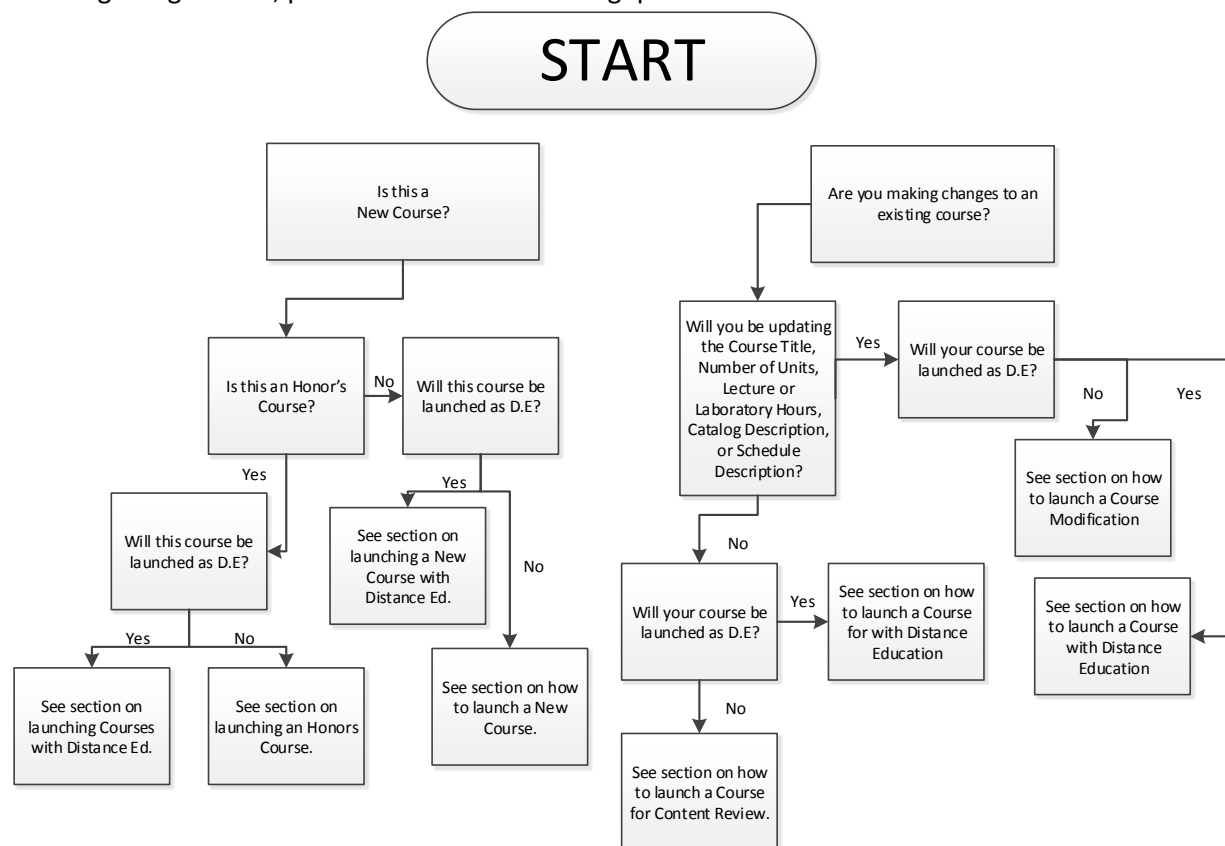 START
Is this a
New Course?
Are you making changes to an
existing course?
Is this an Honor's
Course?
No
Will this course be
launched as D.E?
Will you be updating
the Course Title,
Number of Units,
Lecture or
Laboratory Hours,
Catalog Description,
or Schedule
Description?
Yes
Will your course be
launched as D.E?
No
Yes
Yes
Will this course be
launched as D.E?
Yes
See section on
launching a New
Course with
Distance Ed.
No
See section on how
to launch a Course
Modification
No
Yes
No
See section on
launching Courses
with Distance Ed.
See section on
launching an Honors
Course.
See section on how
to launch a New
Course.
Will your course be
launched as D.E?
Yes
See section on how
to launch a Course
for with Distance
Education
See section on how
to launch a Course
with Distance
Education
No
See section on how
to launch a Course
for Content Review.